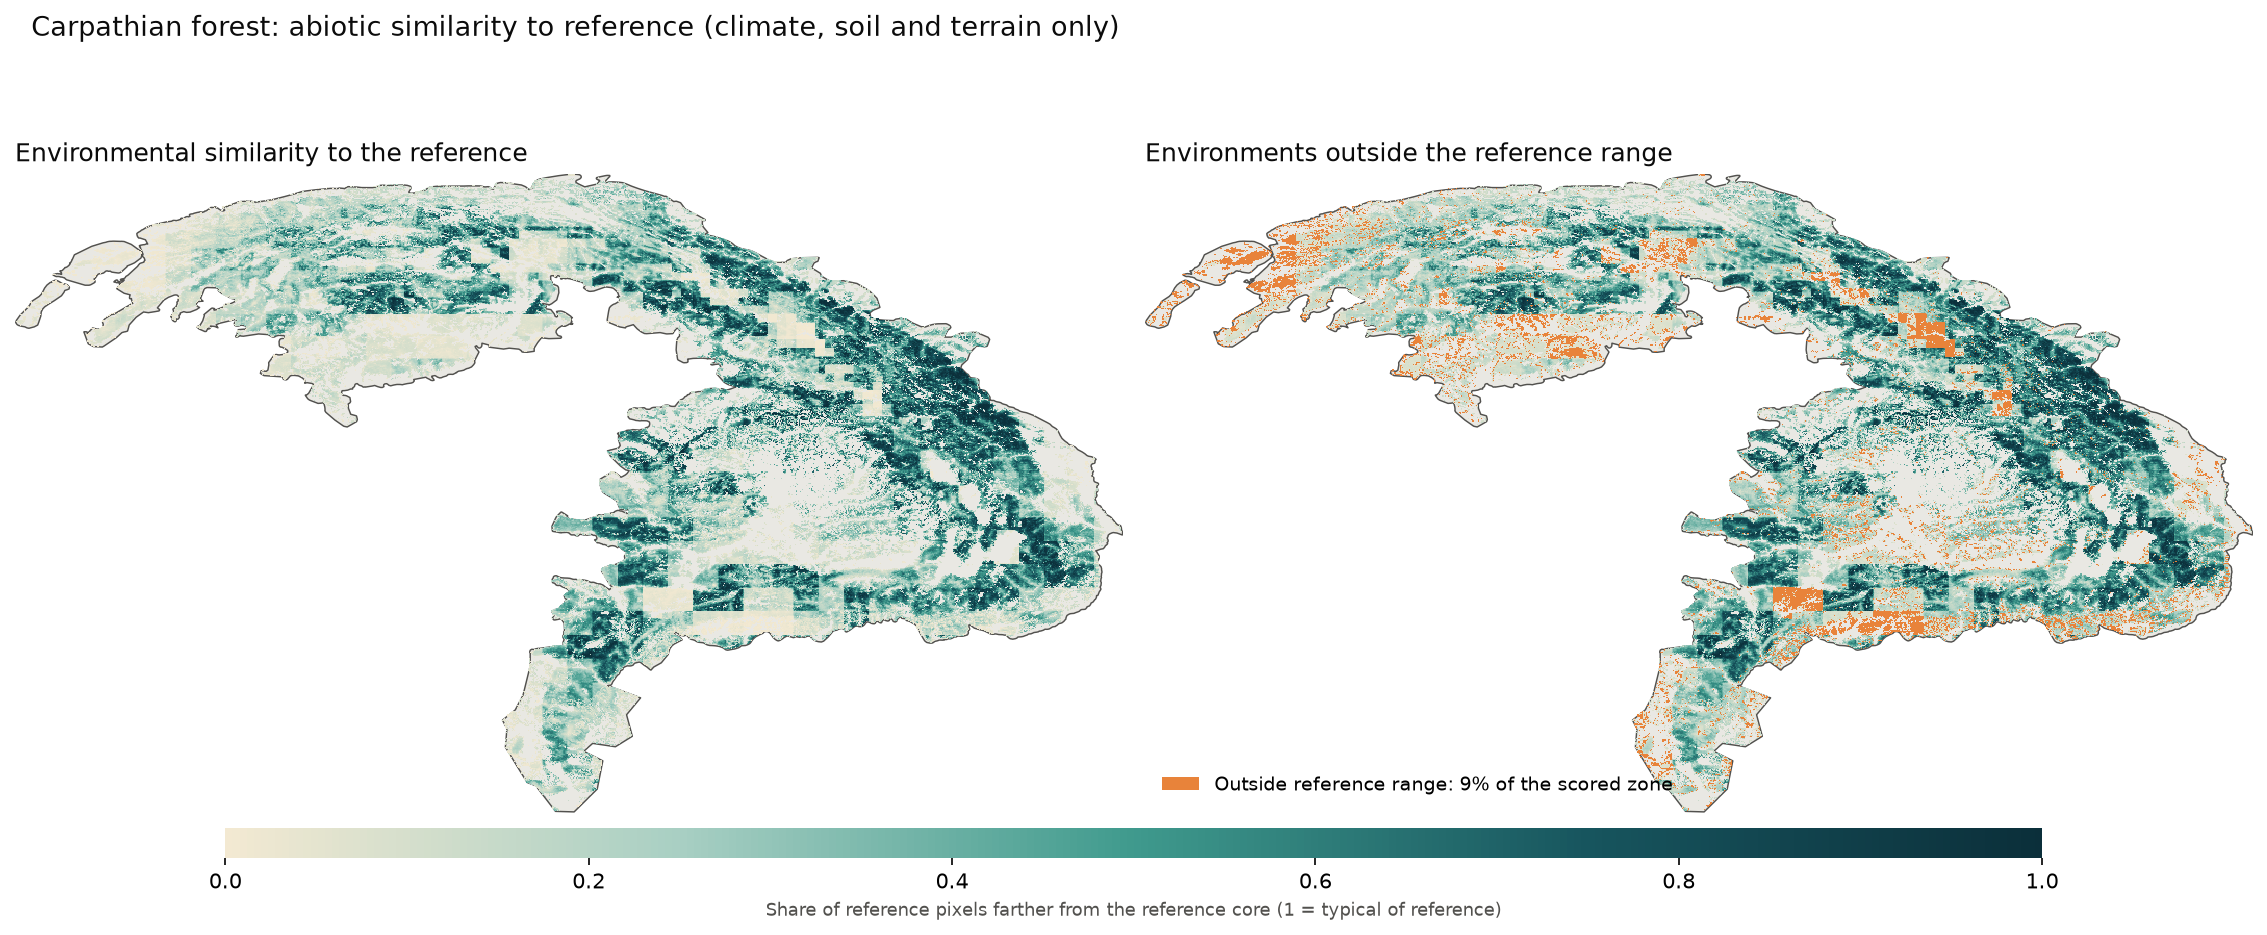 Carpathian forest: abiotic similarity to reference (climate, soil and terrain only)
Environmental similarity to the reference
Environments outside the reference range
Outside reference range: 9% of the scored zone
0.0 0.2 0.4 0.6 0.8 1.0
Share of reference pixels farther from the reference core (1 = typical of reference)